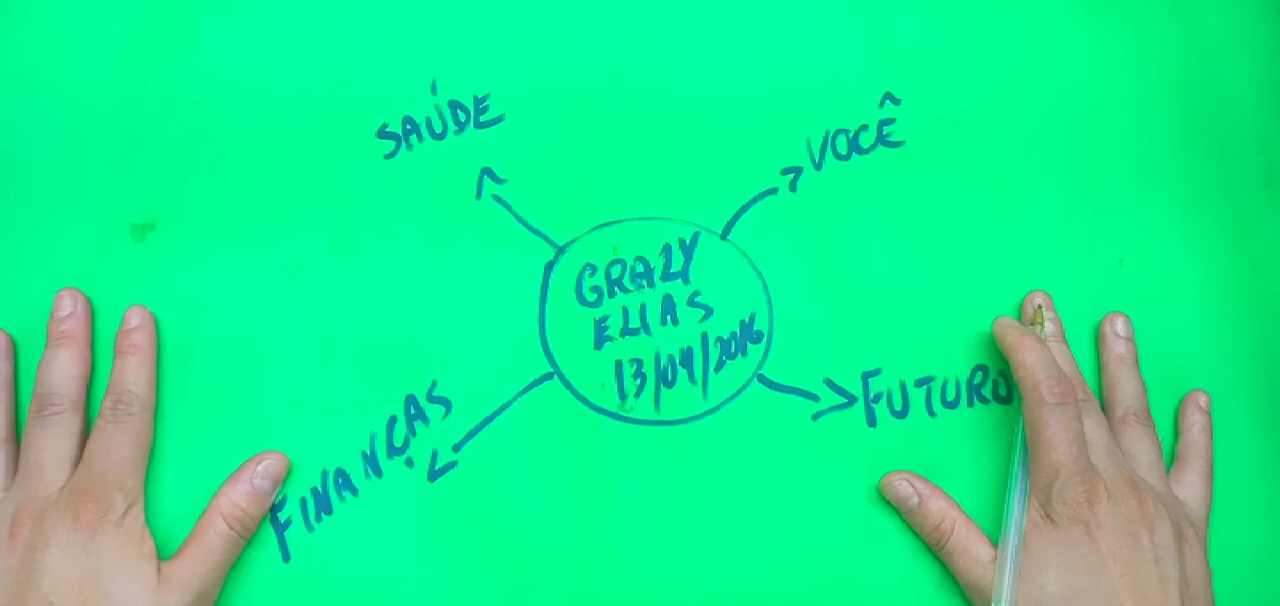 SAÚDE
VOCÊ
GRAZY
ELIAS
13/04/2016
FINANÇAS
FUTURO